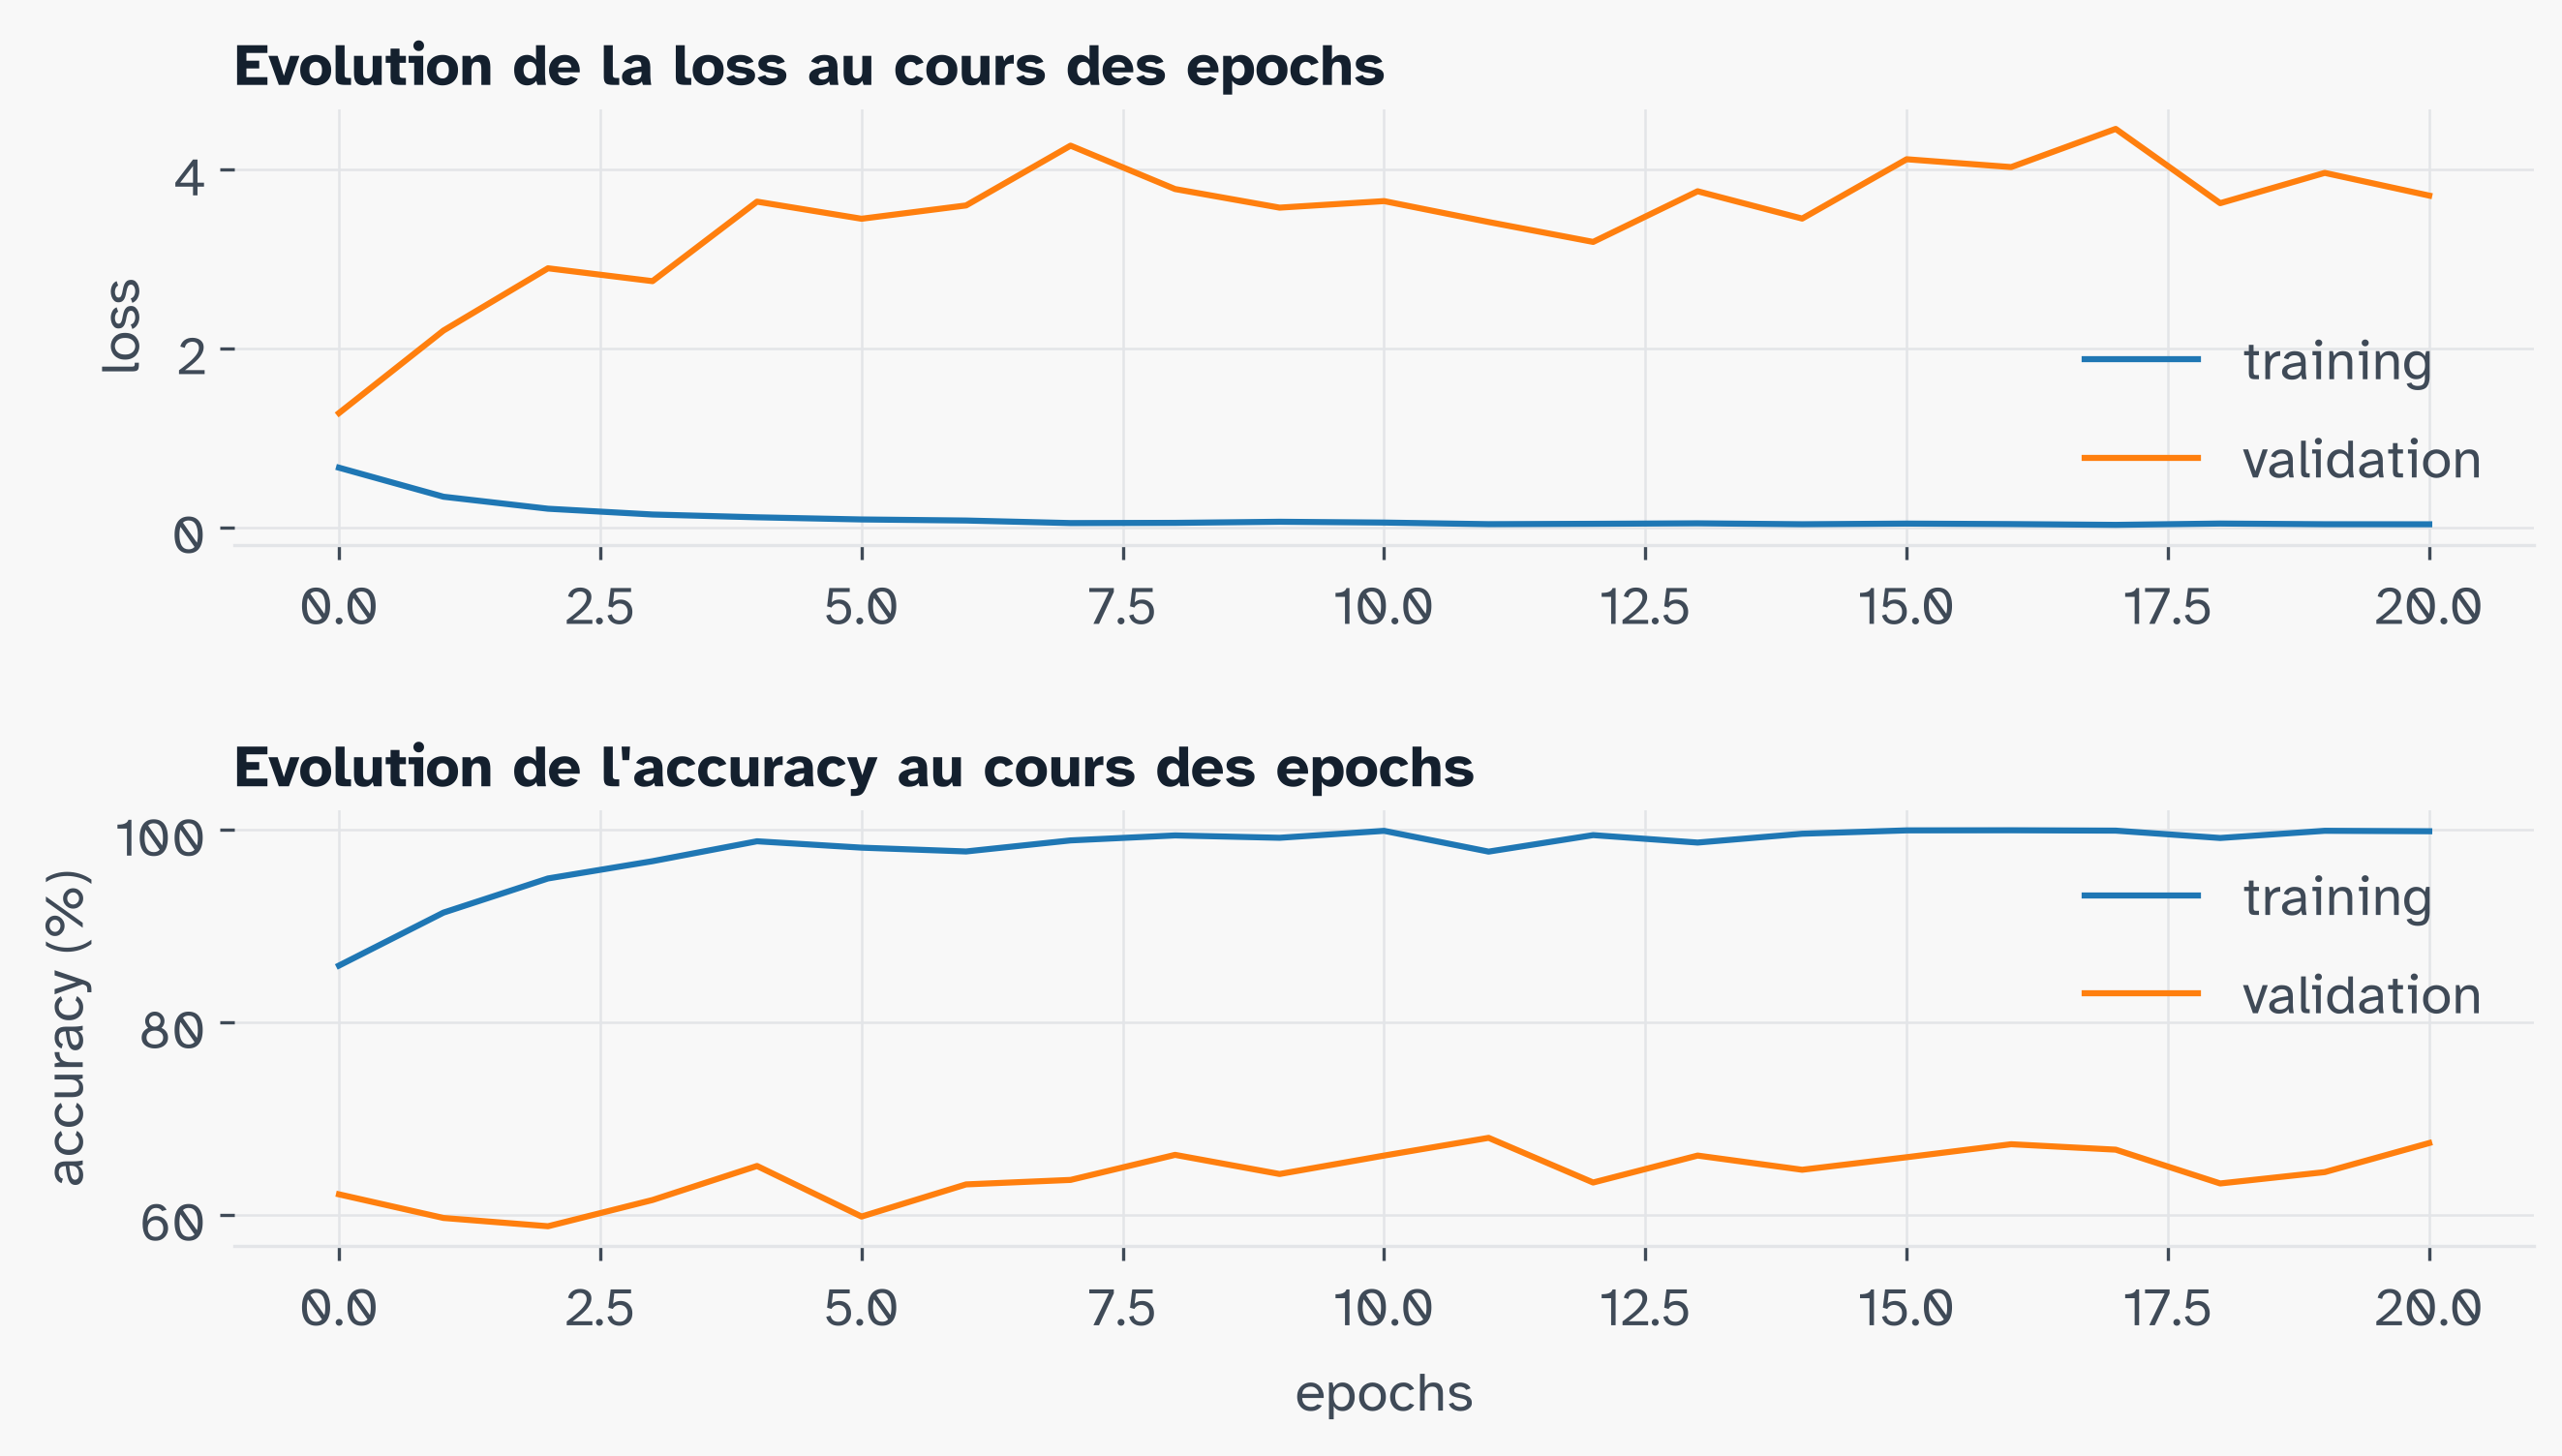 Evolution de la loss au cours des epochs
loss
4
2
0
training
validation
0.0 2.5 5.0 7.5 10.0 12.5 15.0 17.5 20.0
Evolution de l'accuracy au cours des epochs
accuracy (%)
100
80
60
training
validation
0.0 2.5 5.0 7.5 10.0 12.5 15.0 17.5 20.0
epochs